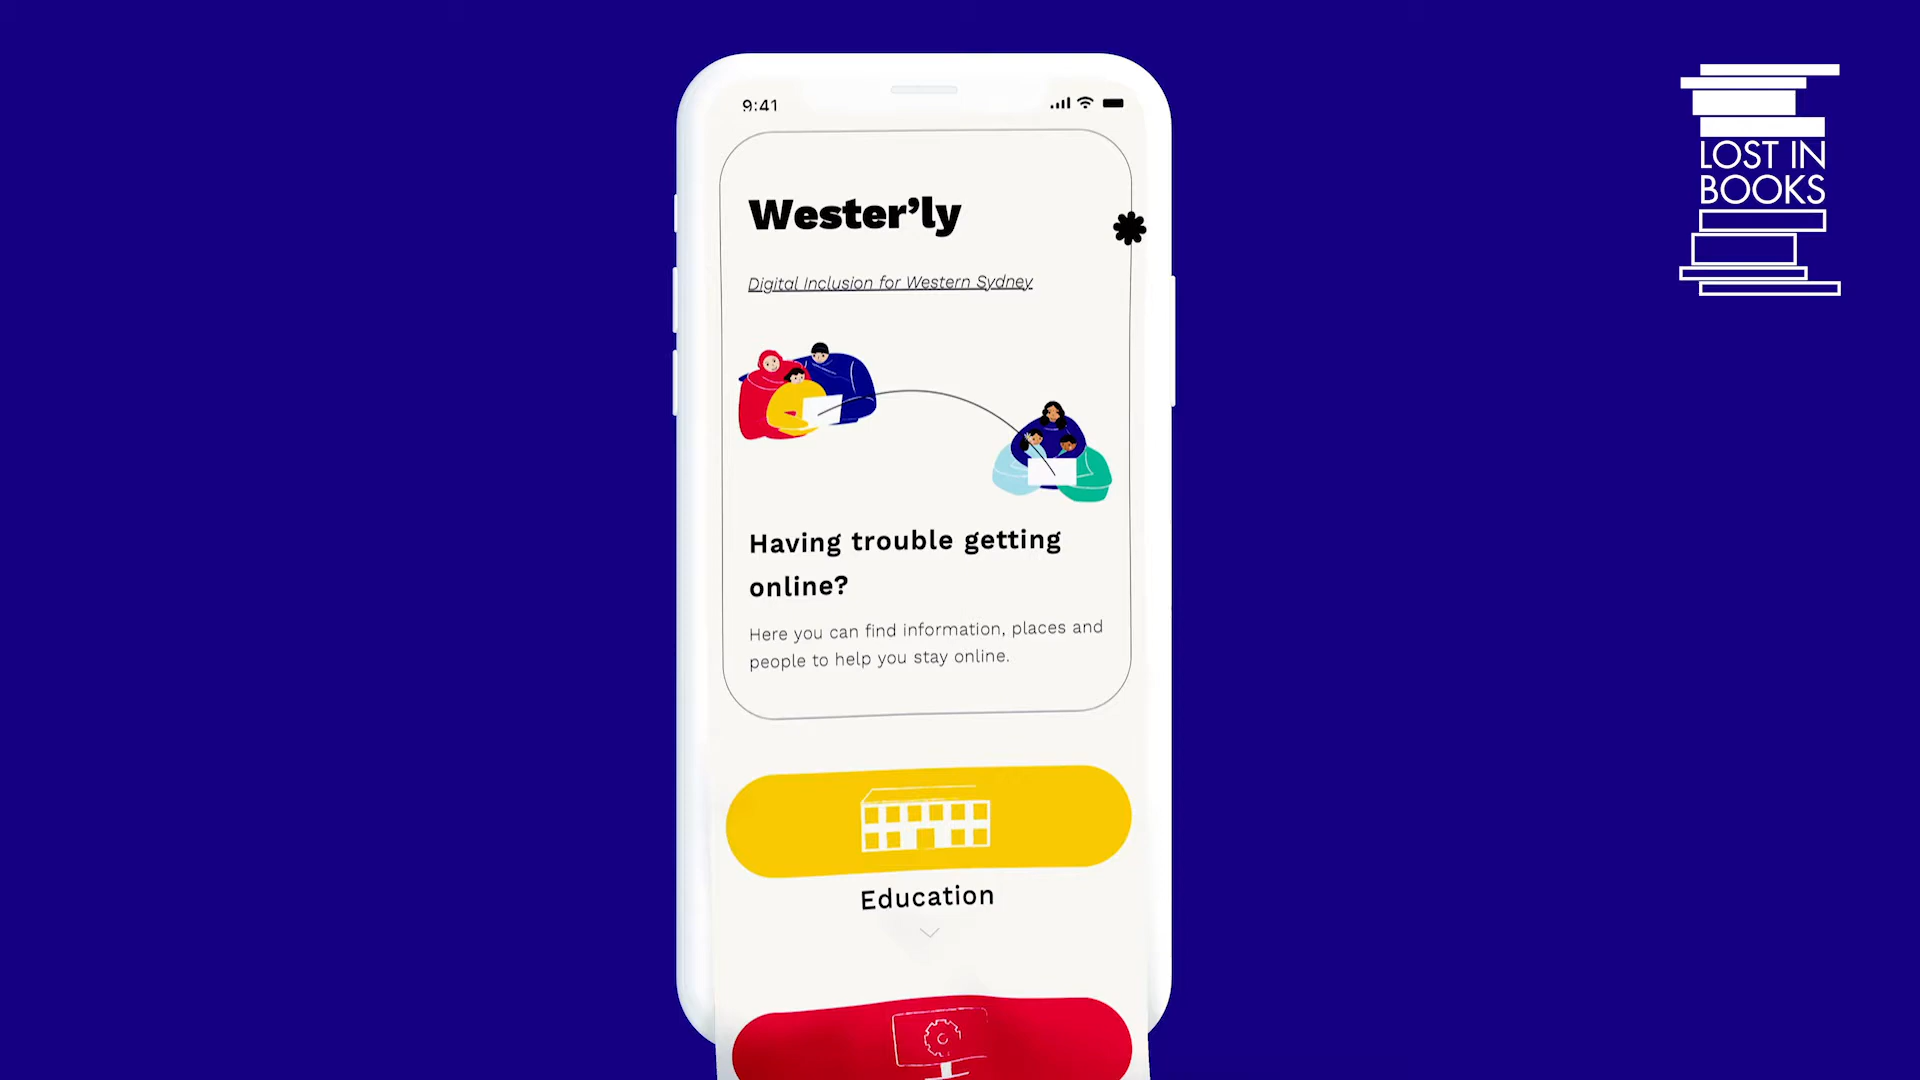 9:41
LOST IN
BOOKS
Wester’ly
Digital Inclusion for Western Sydney
Having trouble getting
online?
Here you can find information, places and
people to help you stay online.
Education